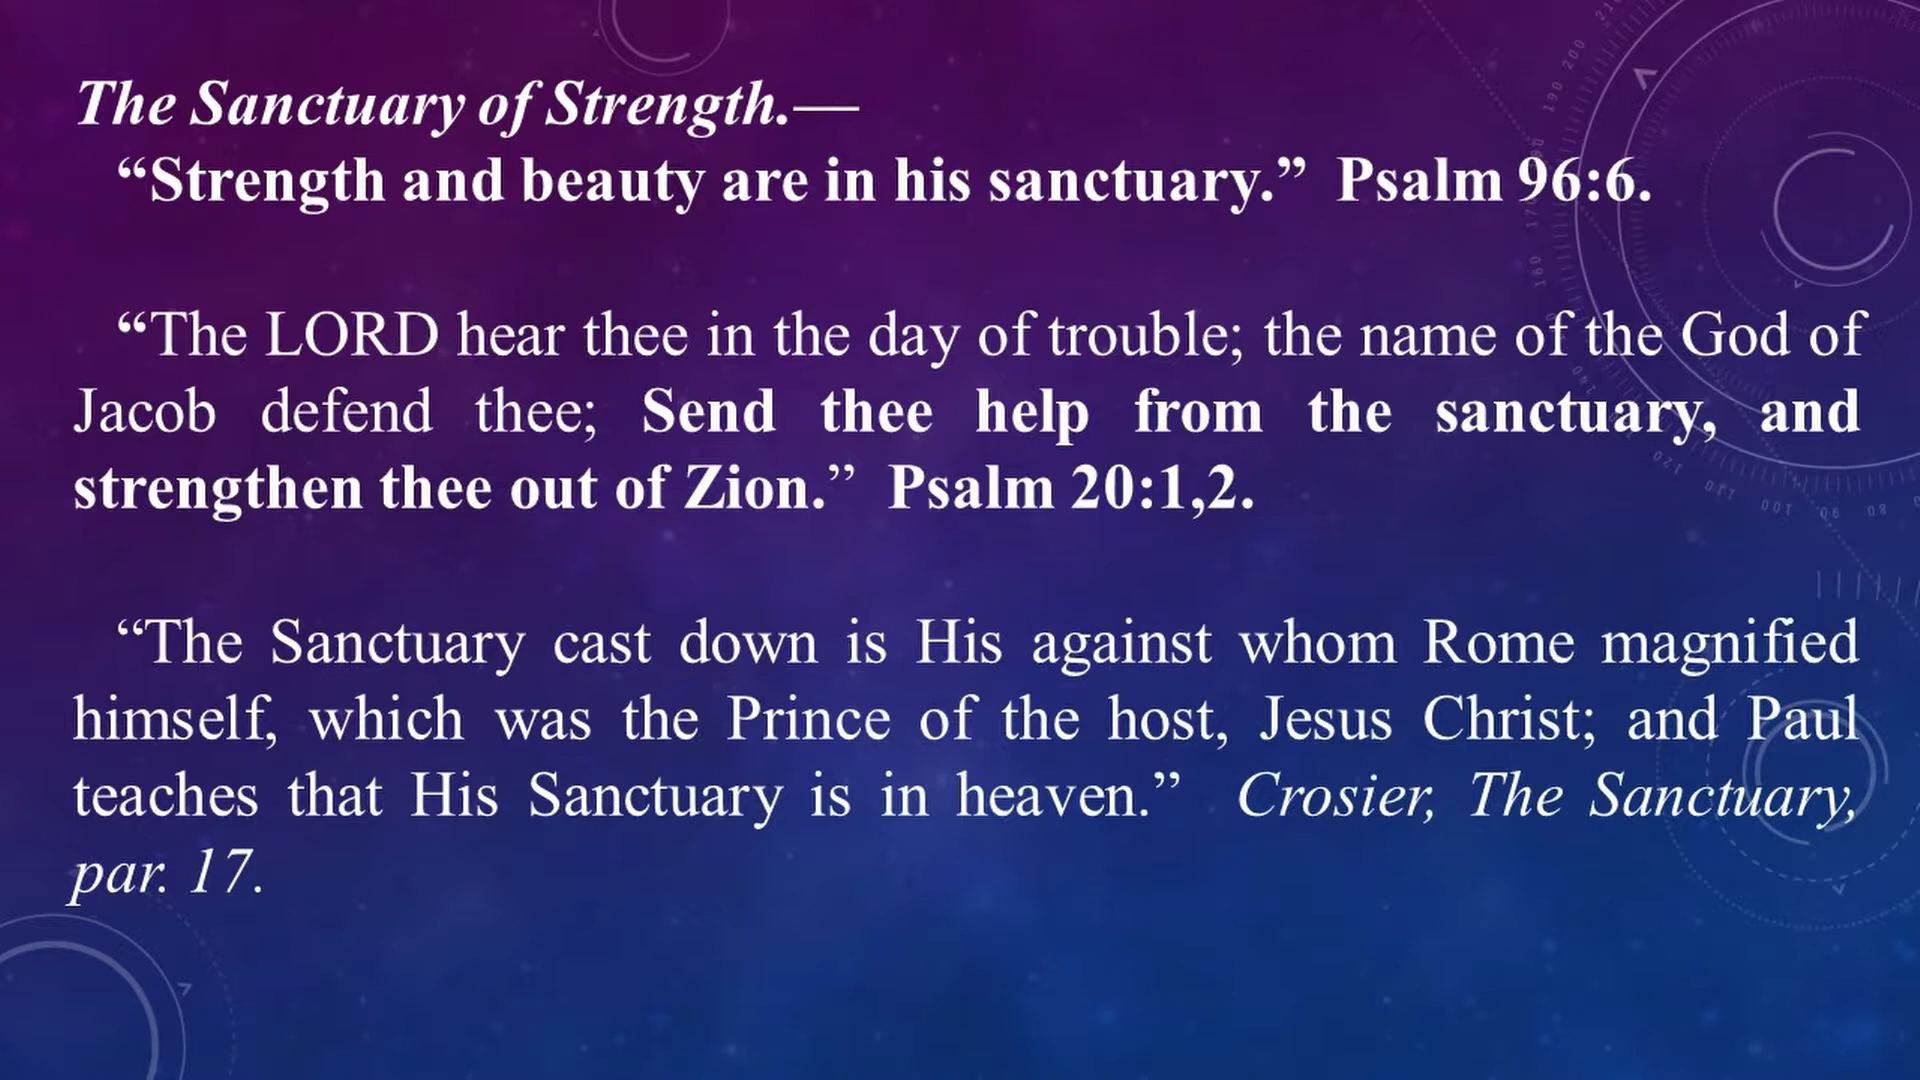 The Sanctuary of Strength.—
“Strength and beauty are in his sanctuary.” Psalm 96:6.
“The LORD hear thee in the day of trouble; the name of the God of
Jacob defend thee; Send thee help from the sanctuary, and
strengthen thee out of Zion.” Psalm 20:1,2.
“The Sanctuary cast down is His against whom Rome magnified
himself, which was the Prince of the host, Jesus Christ; and Paul
teaches that His Sanctuary is in heaven.” Crosier, The Sanctuary,
par. 17.